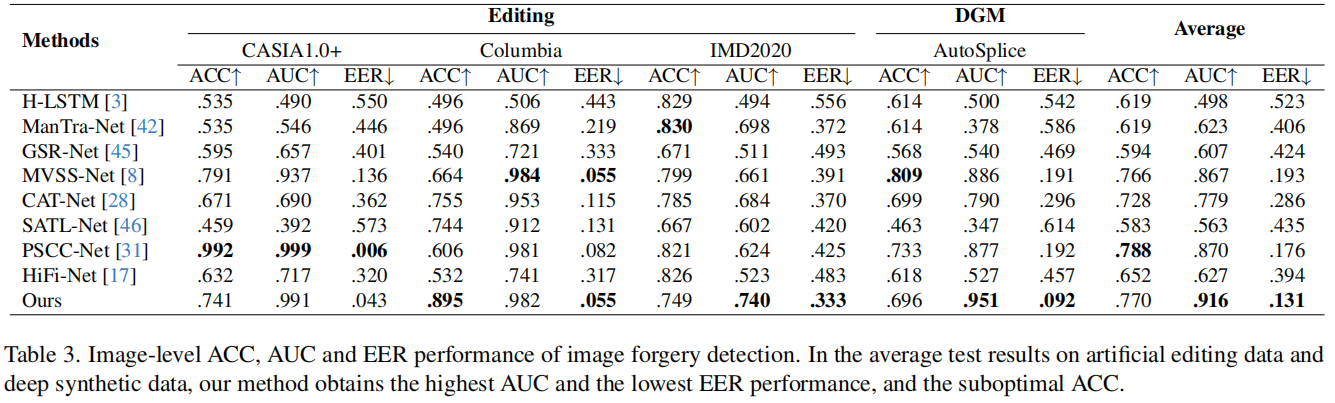 Methods Editing DGM Average
CASIA1.0+ Columbia IMD2020 AutoSplice
ACC↑ AUC↑ EER↓ ACC↑ AUC↑ EER↓ ACC↑ AUC↑ EER↓ ACC↑ AUC↑ EER↓ ACC↑ AUC↑ EER↓
H-LSTM [3] .535 .490 .550 .496 .506 .443 .829 .494 .556 .614 .500 .542 .619 .498 .523
ManTra-Net [42] .535 .546 .446 .496 .869 .219 .830 .698 .372 .614 .378 .586 .619 .623 .406
GSR-Net [45] .595 .657 .401 .540 .721 .333 .671 .511 .493 .568 .540 .469 .594 .607 .424
MVSS-Net [8] .791 .937 .136 .664 .984 .055 .799 .661 .391 .809 .886 .191 .766 .867 .193
CAT-Net [28] .671 .690 .362 .755 .953 .115 .785 .684 .370 .699 .790 .296 .728 .779 .286
SATL-Net [46] .459 .392 .573 .744 .912 .131 .667 .602 .420 .463 .347 .614 .583 .563 .435
PSCC-Net [31] .992 .999 .006 .606 .981 .082 .821 .624 .425 .733 .877 .192 .788 .870 .176
HiFi-Net [17] .632 .717 .320 .532 .741 .317 .826 .523 .483 .618 .527 .457 .652 .627 .394
Ours .741 .991 .043 .895 .982 .055 .749 .740 .333 .696 .951 .092 .770 .916 .131
Table 3. Image-level ACC, AUC and EER performance of image forgery detection. In the average test results on artificial editing data and
deep synthetic data, our method obtains the highest AUC and the lowest EER performance, and the suboptimal ACC.